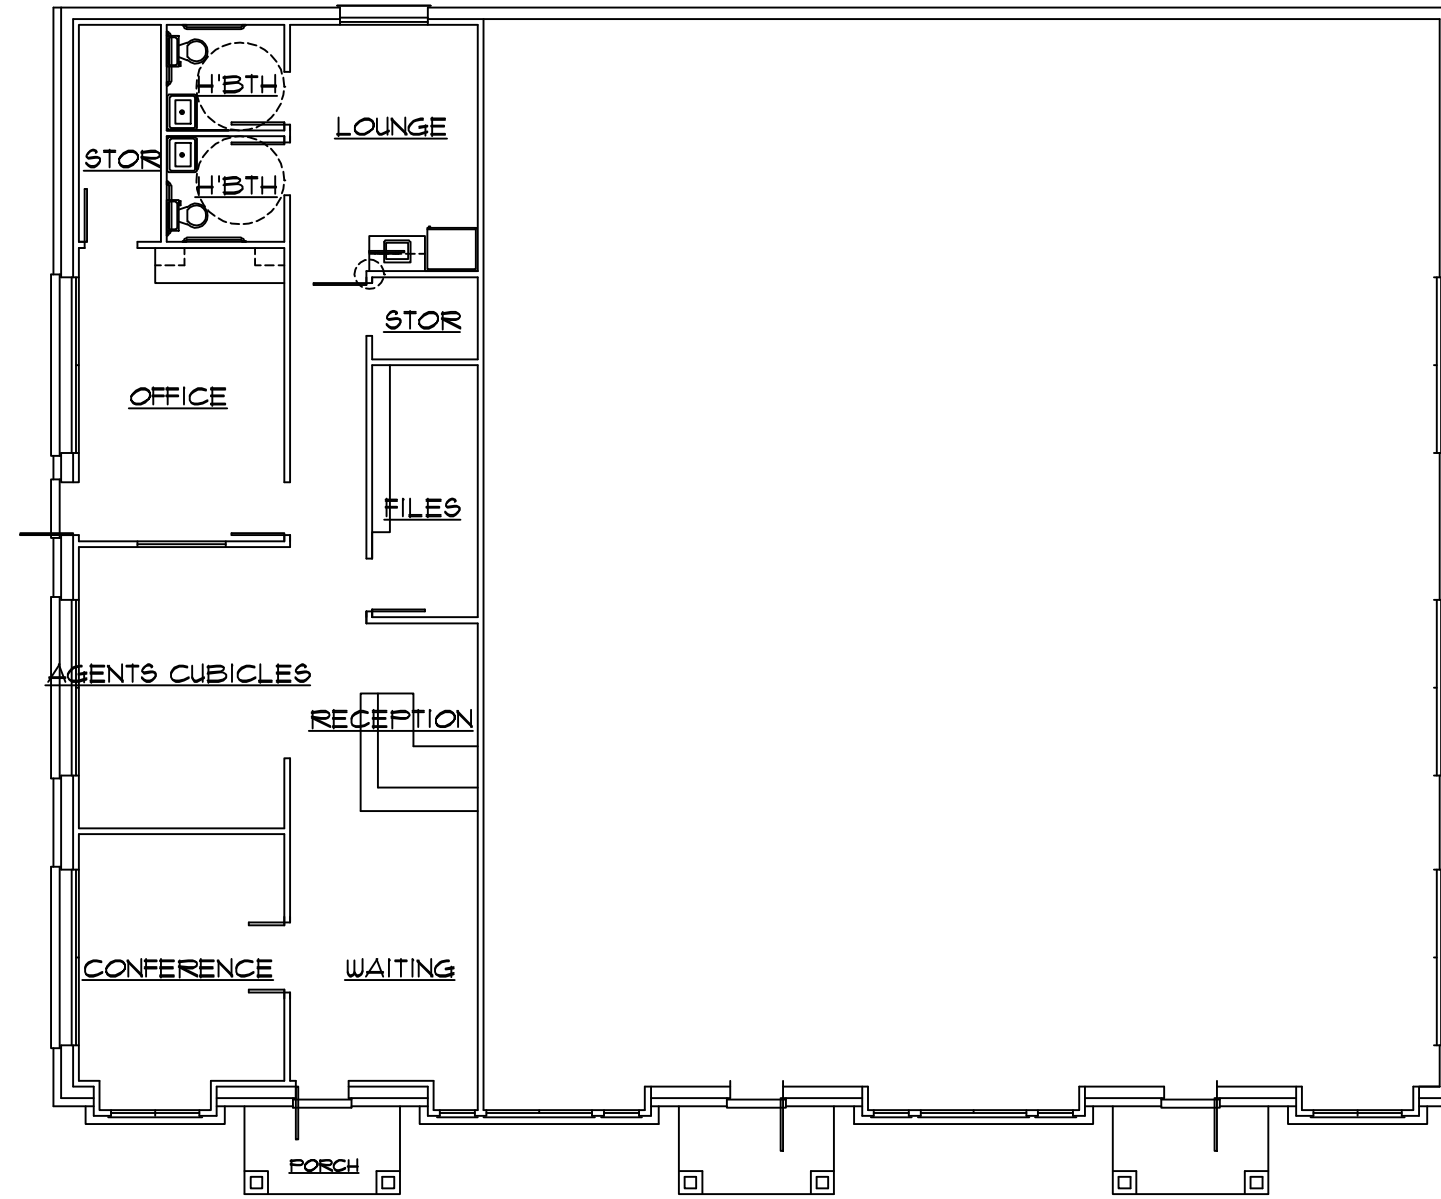 H'BTH
LOUNGE
STOR
H'BTH
STOR
OFFICE
FILES
AGENTS CUBICLES
RECEPTION
CONFERENCE
WAITING
PORCH